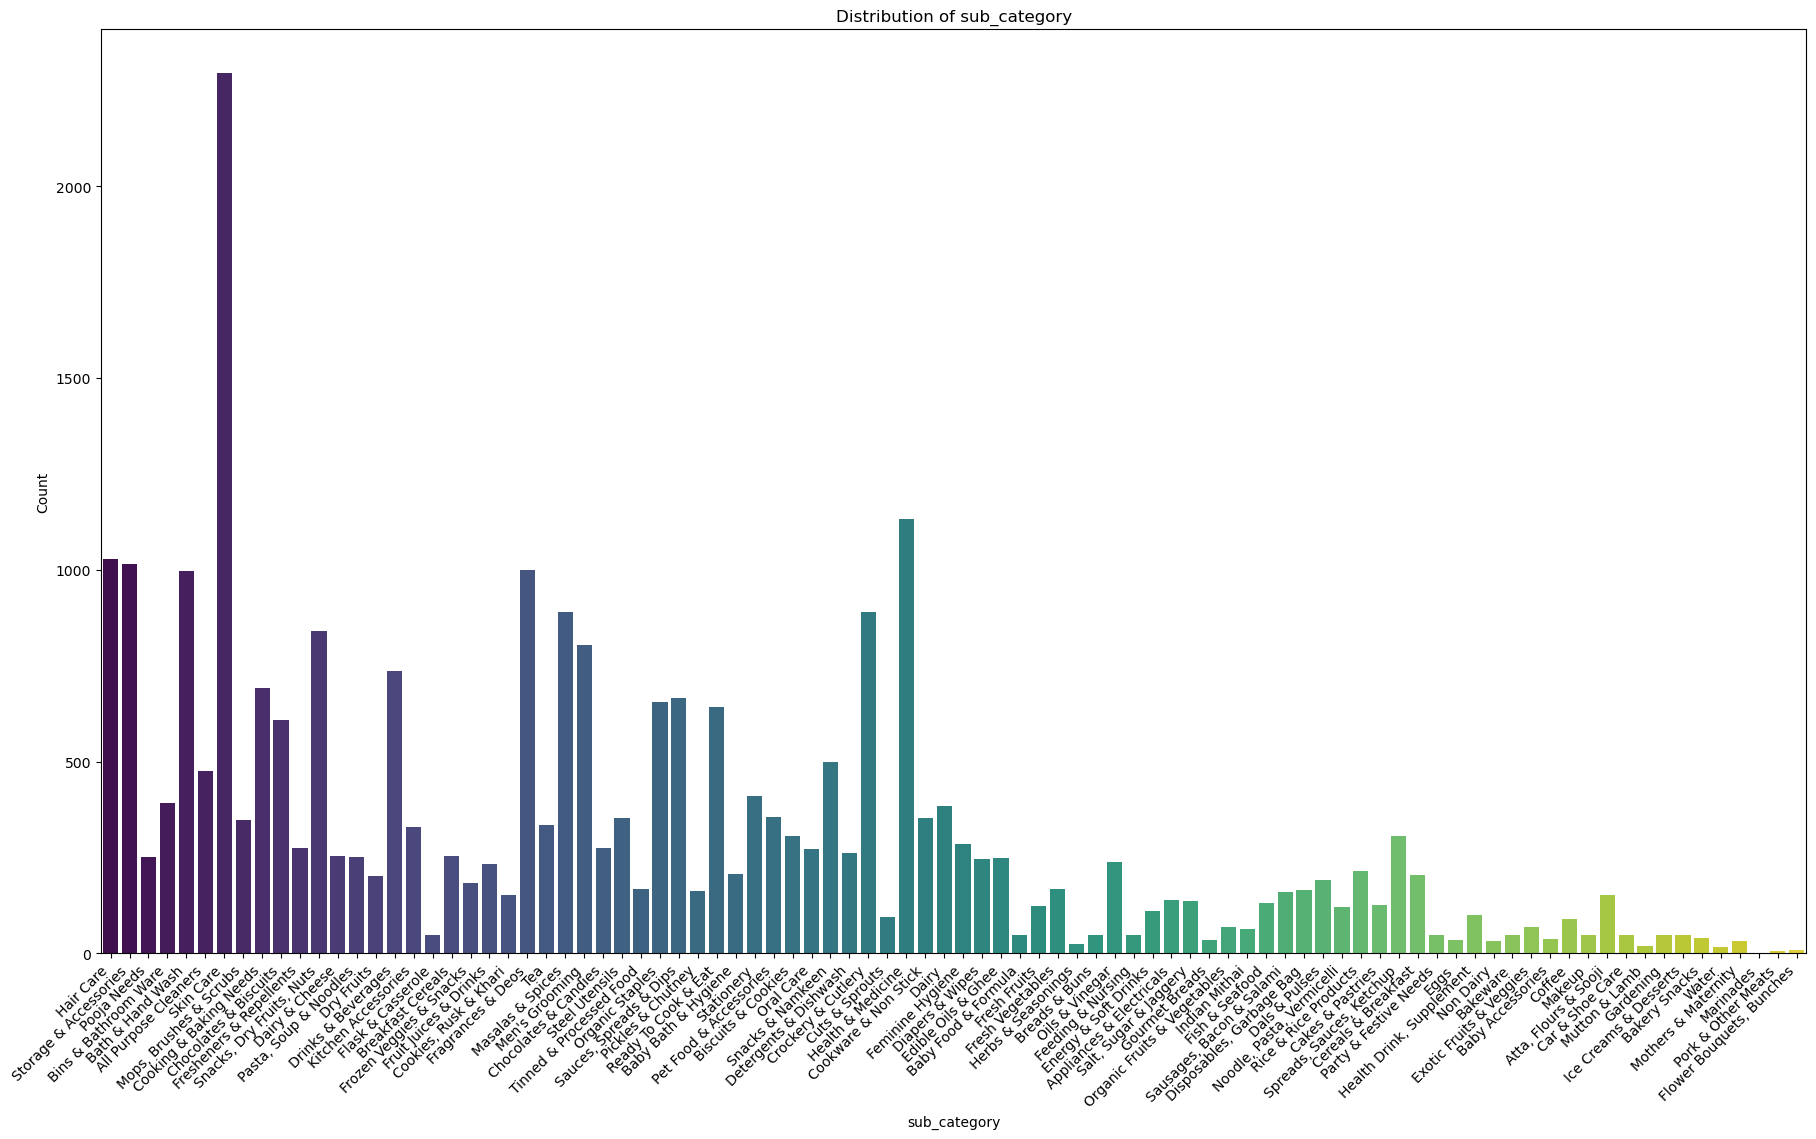 Distribution of sub_category
Count
2000
1500
1000
500
0
Hair Care
Storage & Accessories
Pooja Needs
Bins & Bathroom Ware
Bath & Hand Wash
All Purpose Cleaners
Skin Care
Mops, Brushes & Scrubs
Cooking & Baking Needs
Chocolates & Biscuits
Fresheners & Repellents
Snacks, Dry Fruits, Nuts
Dairy & Cheese
Pasta, Soup & Noodles
Dry Fruits
Drinks & Beverages
Kitchen Accessories
Flask & Casserole
Breakfast Cereals
Frozen Veggies & Snacks
Fruit Juices & Drinks
Cookies, Rusk & Khari
Fragrances & Deos
Tea
Masalas & Spices
Men's Grooming
Chocolates & Candies
Steel Utensils
Tinned & Processed Food
Organic Staples
Sauces, Spreads & Dips
Pickles & Chutney
Ready To Cook & Eat
Baby Bath & Hygiene
Stationery
Pet Food & Accessories
Biscuits & Cookies
Oral Care
Snacks & Namkeen
Detergents & Dishwash
Crockery & Cutlery
Cuts & Sprouts
Health & Medicine
Cookware & Non Stick
Dairy
Feminine Hygiene
Diapers & Wipes
Edible Oils & Ghee
Baby Food & Formula
Fresh Fruits
Fresh Vegetables
Herbs & Seasonings
Breads & Buns
Oils & Vinegar
Feeding & Nursing
Energy & Soft Drinks
Appliances & Electricals
Salt, Sugar & Jaggery
Gourmet Breads
Organic Fruits & Vegetables
Indian Mithai
Fish & Seafood
Sausages, Bacon & Salami
Disposables, Garbage Bag
Dals & Pulses
Noodle, Pasta, Vermicelli
Rice & Rice Products
Cakes & Pastries
Spreads, Sauces, Ketchup
Cereals & Breakfast
Party & Festive Needs
Eggs
Health Drink, Supplement
Non Dairy
Bakeware
Exotic Fruits & Veggies
Baby Accessories
Coffee
Makeup
Atta, Flours & Sooji
Car & Shoe Care
Mutton & Lamb
Gardening
Ice Creams & Desserts
Bakery Snacks
Water
Mothers & Maternity
Marinades
Pork & Other Meats
Flower Bouquets, Bunches
sub_category